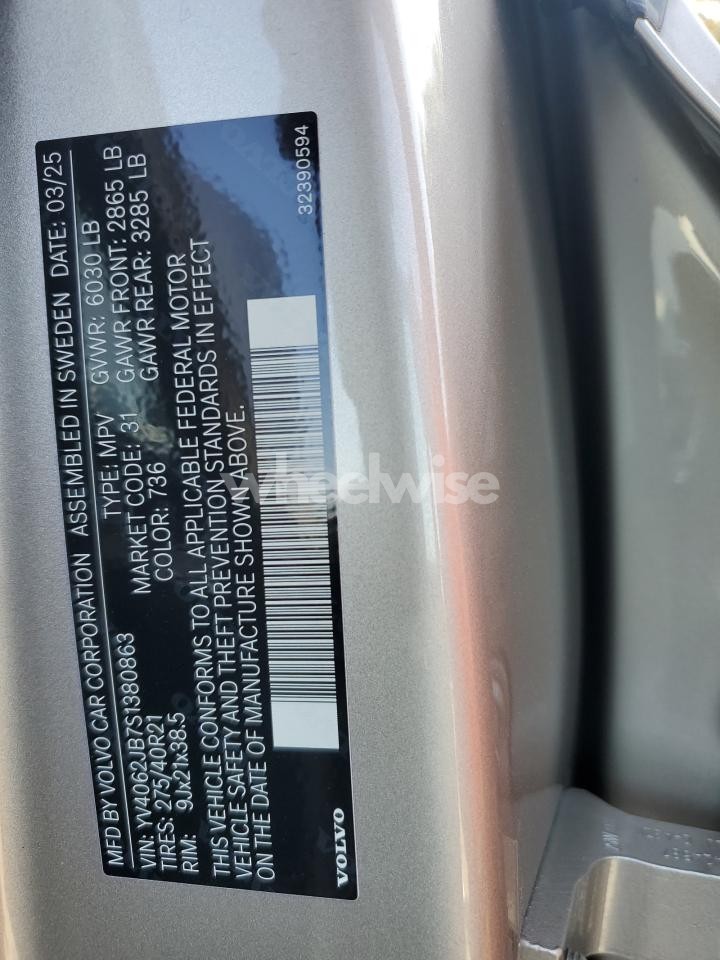 MFD BY VOLVO CAR CORPORATION ASSEMBLED IN SWEDEN DATE: 03/25
VIN: YV4062JB7S1380863 TYPE: MPV GVWR: 6030 LB
TIRES: 275/40R21 MARKET CODE: 31 GAWR FRONT: 2865 LB
RIM: 9Jx21x38.5 COLOR: 736 GAWR REAR: 3285 LB
THIS VEHICLE CONFORMS TO ALL APPLICABLE FEDERAL MOTOR
VEHICLE SAFETY AND THEFT PREVENTION STANDARDS IN EFFECT
ON THE DATE OF MANUFACTURE SHOWN ABOVE.
VOLVO 32390594
wheelwise